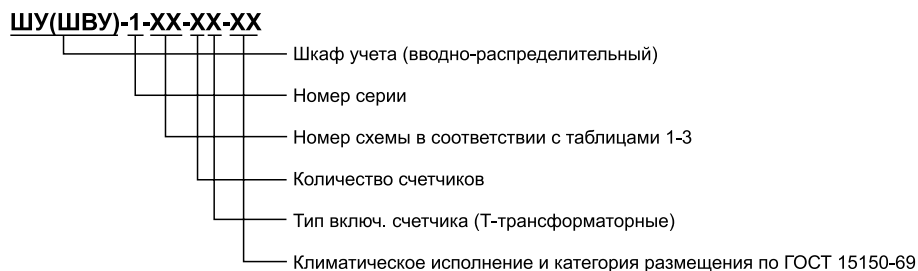 ШУ(ШВУ)-1-ХХ-ХХ-ХХ
Шкаф учета (вводно-распределительный)
Номер серии
Номер схемы в соответствии с таблицами 1-3
Количество счетчиков
Тип включ. счетчика (Т-трансформаторные)
Климатическое исполнение и категория размещения по ГОСТ 15150-69